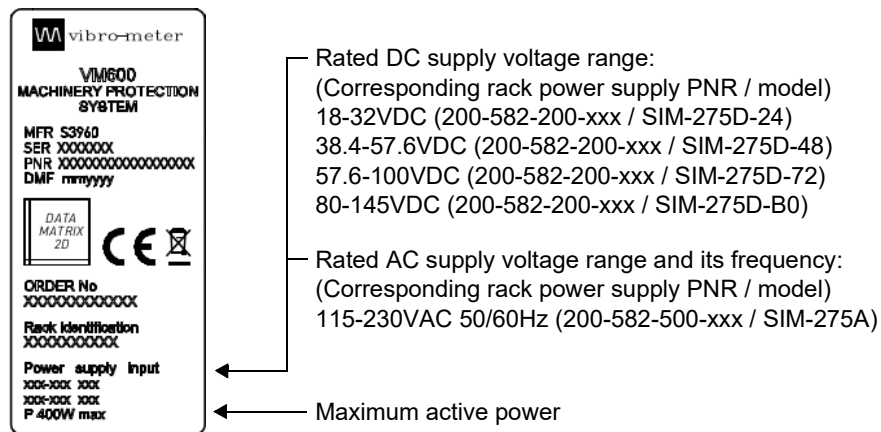 vibro-meter
VM600
MACHINERY PROTECTION
SYSTEM
MFR S3960
SER XXXXXXX
PNR XXXXXXXXXXXXXXXXX
DMF mmyyyy
DATA
MATRIX
2D
CE
ORDER No
XXXXXXXXXXXXX
Rack Identification
XXXXXXXXXX
Power supply input
xxx-xxx xxx
xxx-xxx xxx
P 400W max
Rated DC supply voltage range:
(Corresponding rack power supply PNR / model)
18-32VDC (200-582-200-xxx / SIM-275D-24)
38.4-57.6VDC (200-582-200-xxx / SIM-275D-48)
57.6-100VDC (200-582-200-xxx / SIM-275D-72)
80-145VDC (200-582-200-xxx / SIM-275D-B0)
Rated AC supply voltage range and its frequency:
(Corresponding rack power supply PNR / model)
115-230VAC 50/60Hz (200-582-500-xxx / SIM-275A)
Maximum active power